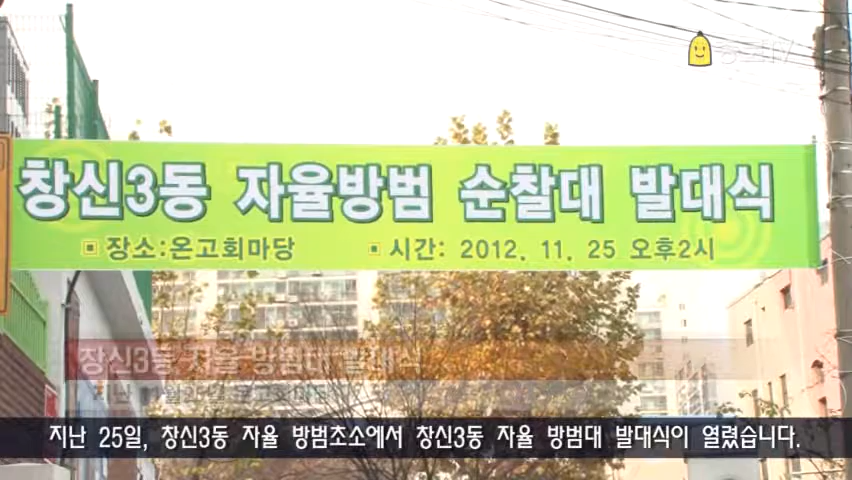 창신3동 자율방범 순찰대 발대식
장소:온고회마당
시간: 2012. 11. 25 오후2시
창신3동 자율 방범대 발대식
지난 25일, 창신3동 자율 방범초소에서 창신3동 자율 방범대 발대식이 열렸습니다.